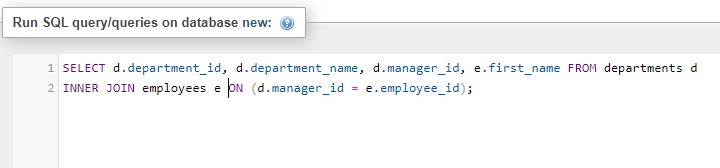 Run SQL query/queries on database new:
1 SELECT d.department_id, d.department_name, d.manager_id, e.first_name FROM departments d
2 INNER JOIN employees e ON (d.manager_id = e.employee_id);